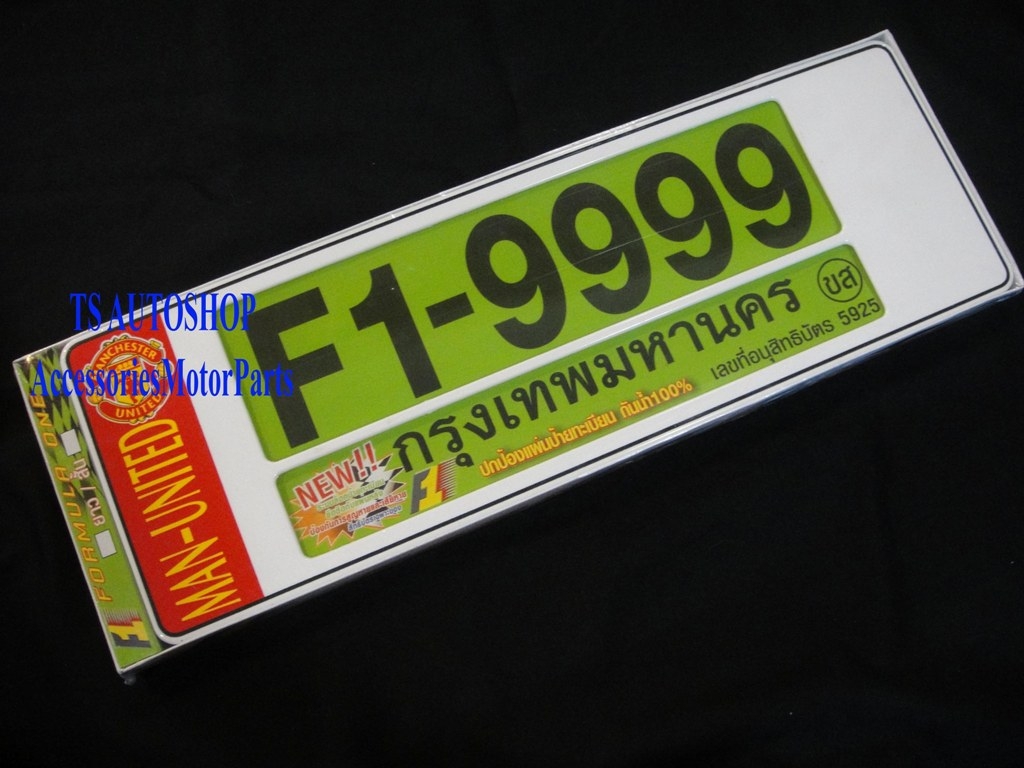 F1-9999
กรุงเทพมหานคร
ขส
เลขที่อนุสิทธิบัตร 5925
ปกป้องแผ่นป้ายทะเบียน กันน้ำ100%
NEW!!
F1
MANCHESTER
UNITED
MAN-UNITED
FORMULA ONE
F1
TS AUTOSHOP
AccessoriesMotorParts